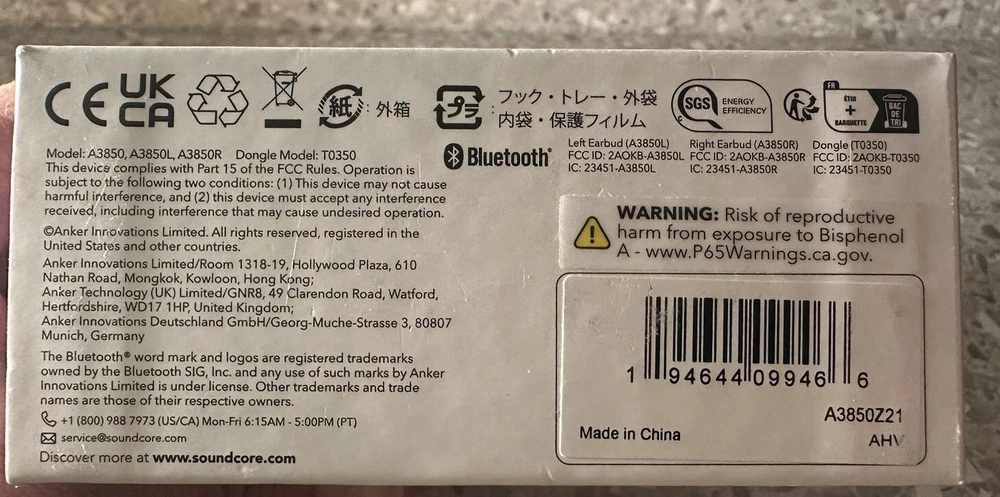 CE UK CA
紙 : 外箱
プラ : フック・トレー・外袋
内袋・保護フィルム
SGS ENERGY EFFICIENCY
C
FR
ÉTUI + BARQUETTE
BAC DE TRI
Model: A3850, A3850L, A3850R Dongle Model: T0350
This device complies with Part 15 of the FCC Rules. Operation is
subject to the following two conditions: (1) This device may not cause
harmful interference, and (2) this device must accept any interference
received, including interference that may cause undesired operation.
©Anker Innovations Limited. All rights reserved, registered in the
United States and other countries.
Anker Innovations Limited/Room 1318-19, Hollywood Plaza, 610
Nathan Road, Mongkok, Kowloon, Hong Kong;
Anker Technology (UK) Limited/GNR8, 49 Clarendon Road, Watford,
Hertfordshire, WD17 1HP, United Kingdom;
Anker Innovations Deutschland GmbH/Georg-Muche-Strasse 3, 80807
Munich, Germany
The Bluetooth® word mark and logos are registered trademarks
owned by the Bluetooth SIG, Inc. and any use of such marks by Anker
Innovations Limited is under license. Other trademarks and trade
names are those of their respective owners.
+1 (800) 988 7973 (US/CA) Mon-Fri 6:15AM - 5:00PM (PT)
service@soundcore.com
Discover more at www.soundcore.com
Bluetooth®
Left Earbud (A3850L)
FCC ID: 2AOKB-A3850L
IC: 23451-A3850L
Right Earbud (A3850R)
FCC ID: 2AOKB-A3850R
IC: 23451-A3850R
Dongle (T0350)
FCC ID: 2AOKB-T0350
IC: 23451-T0350
WARNING: Risk of reproductive
harm from exposure to Bisphenol
A - www.P65Warnings.ca.gov.
1 94644 09946 6
A3850Z21
Made in China
AHV